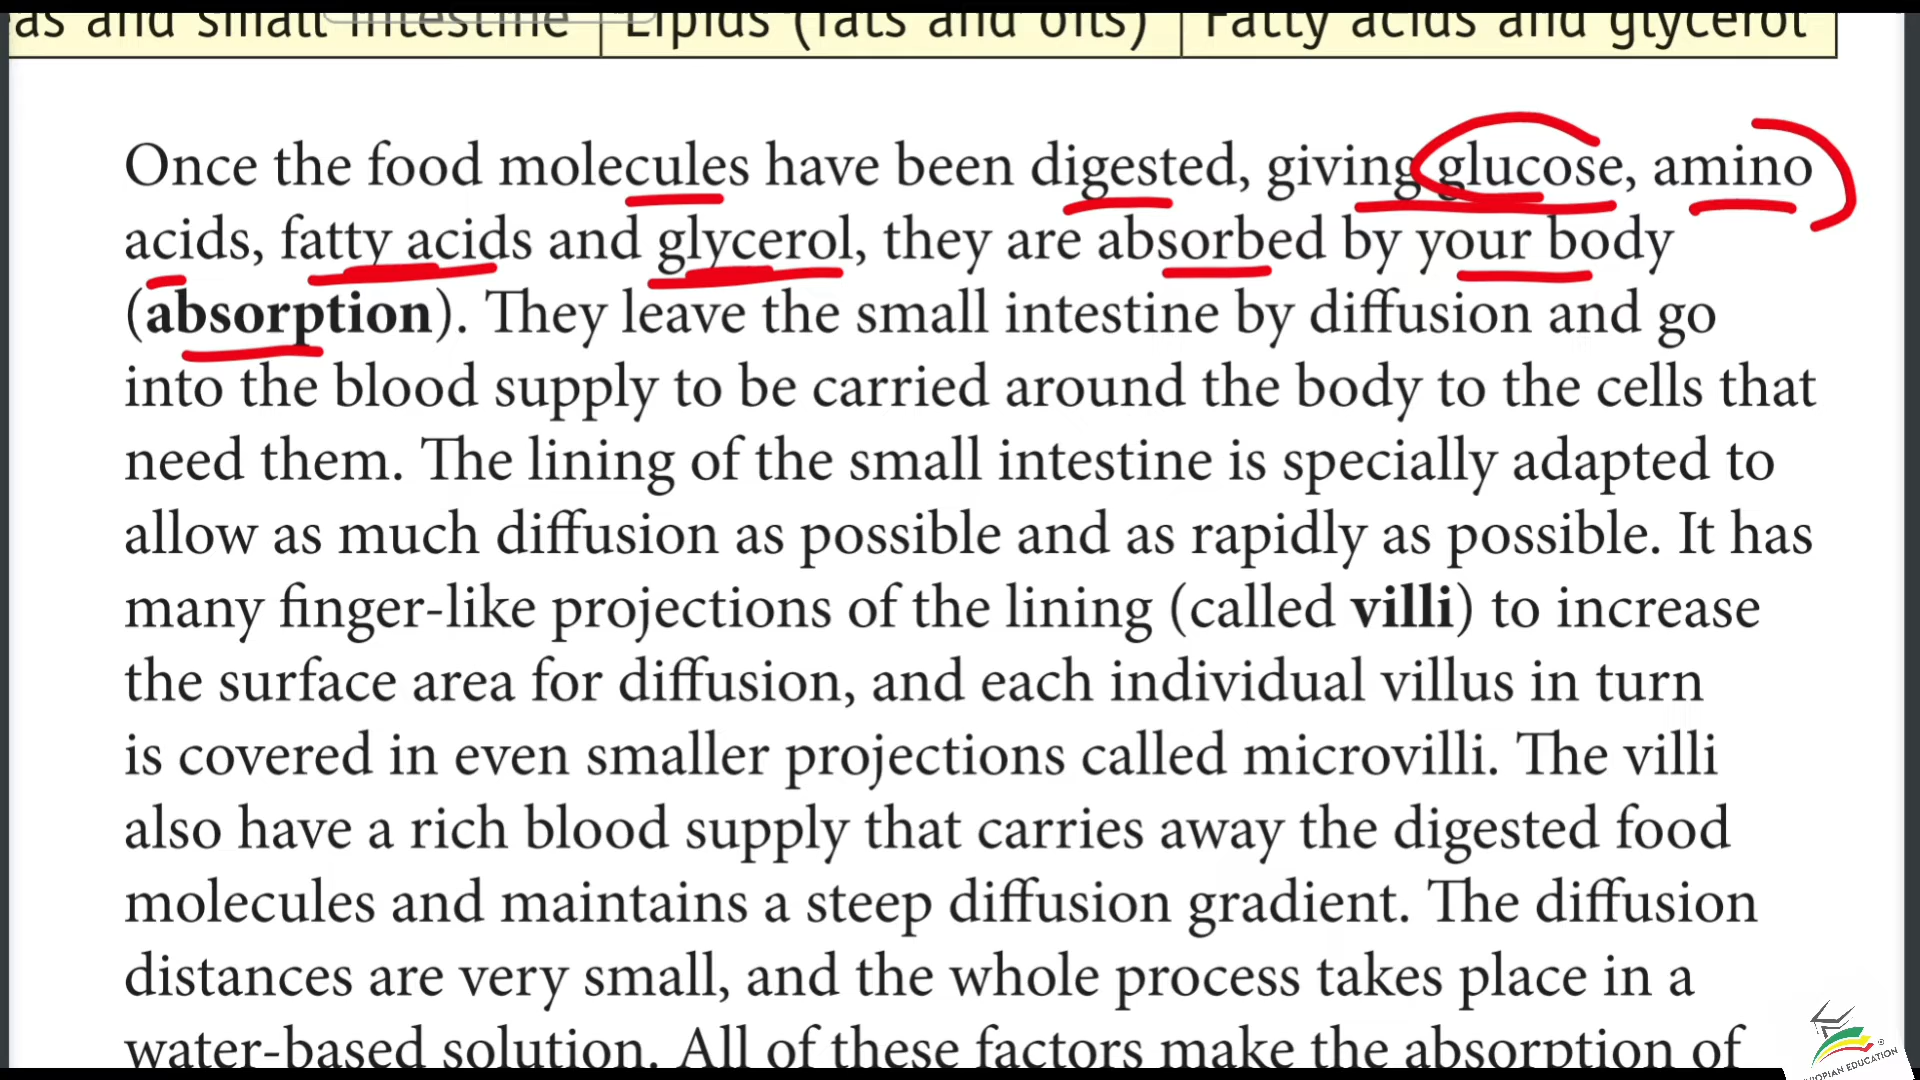 as and small intestine Lipids (fats and oils) Fatty acids and glycerol
Once the food molecules have been digested, giving glucose, amino
acids, fatty acids and glycerol, they are absorbed by your body
(absorption). They leave the small intestine by diffusion and go
into the blood supply to be carried around the body to the cells that
need them. The lining of the small intestine is specially adapted to
allow as much diffusion as possible and as rapidly as possible. It has
many finger-like projections of the lining (called villi) to increase
the surface area for diffusion, and each individual villus in turn
is covered in even smaller projections called microvilli. The villi
also have a rich blood supply that carries away the digested food
molecules and maintains a steep diffusion gradient. The diffusion
distances are very small, and the whole process takes place in a
water-based solution. All of these factors make the absorption of
OPIAN EDUCATION